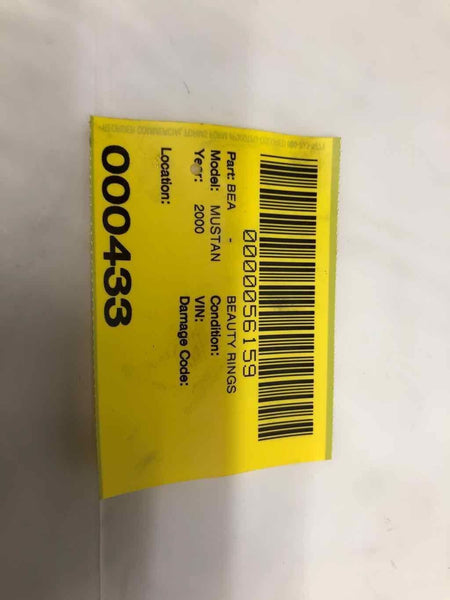 0000056159
Part: BEA - BEAUTY RINGS
Model: MUSTAN Condition:
Year: 2000 VIN:
Damage Code:
Location:
000433